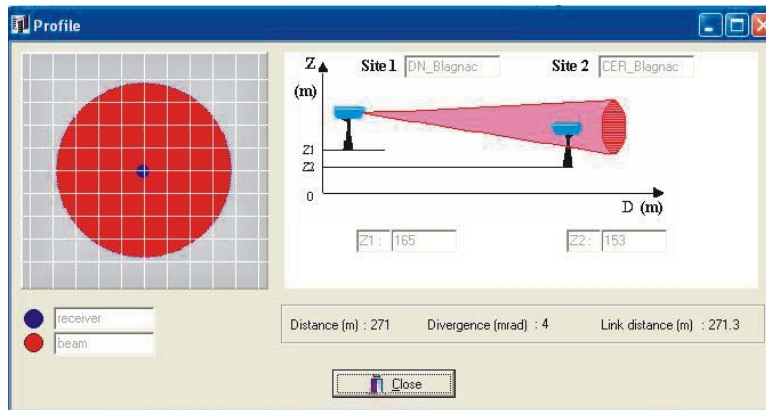 Profile
Z Site 1 DN_Blagnac Site 2 CER_Blagnac
(m)
Z1
Z2
0
D (m)
Z1 : 165 Z2 : 153
receiver
beam
Distance (m) : 271 Divergence (mrad) : 4 Link distance (m) : 271.3
Close